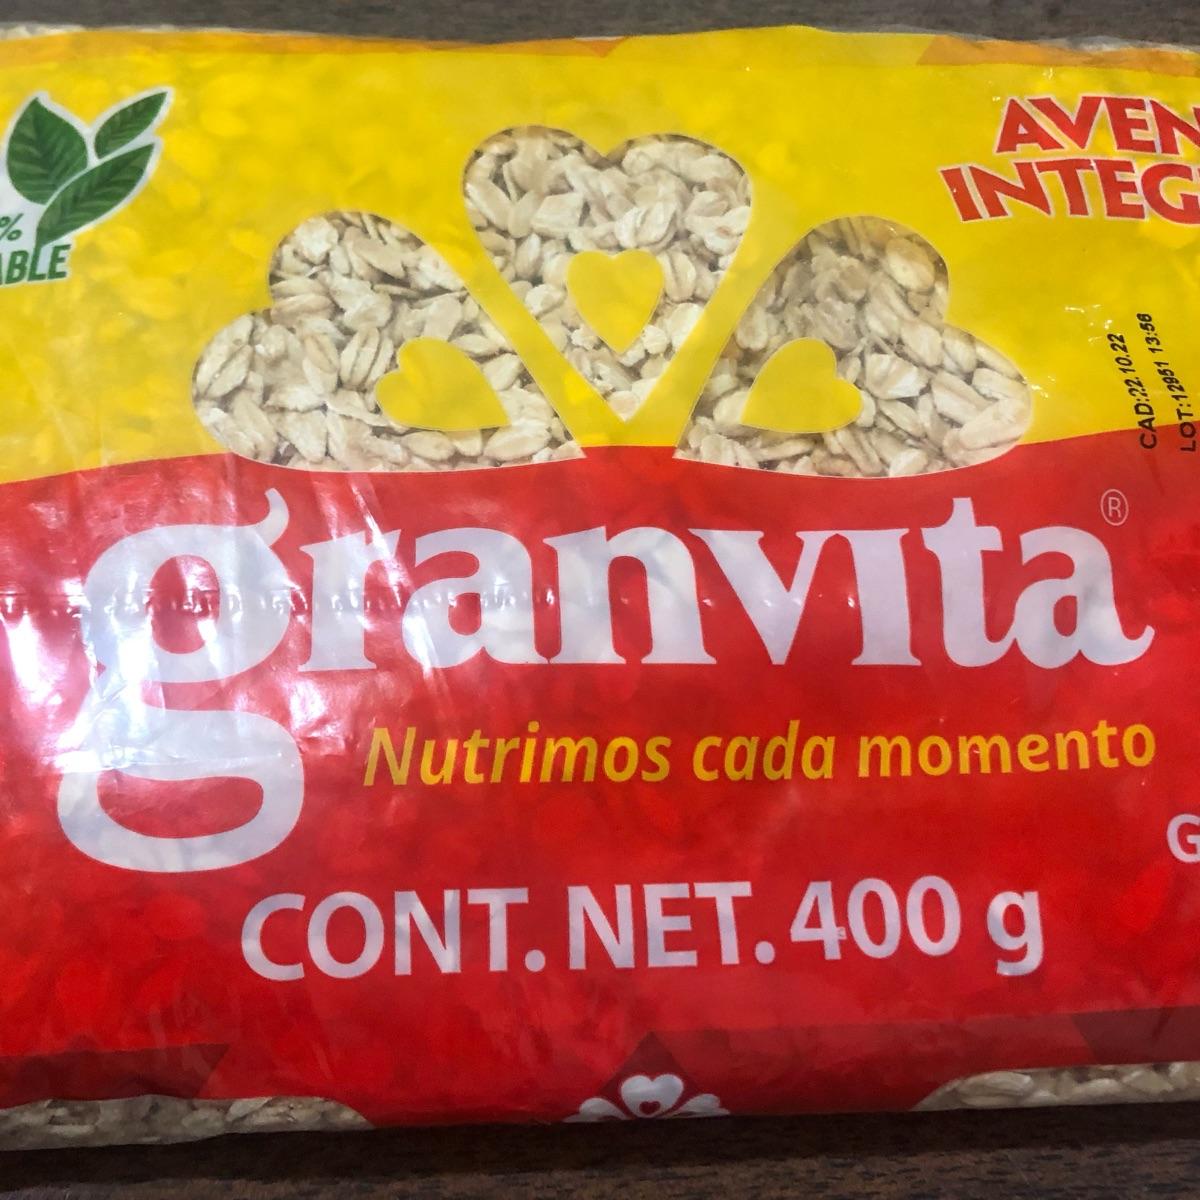 %
ABLE
AVEN
INTEG
CAD:22.10.22
LOT:12951 13:56
granvita®
Nutrimos cada momento
G
CONT. NET. 400 g